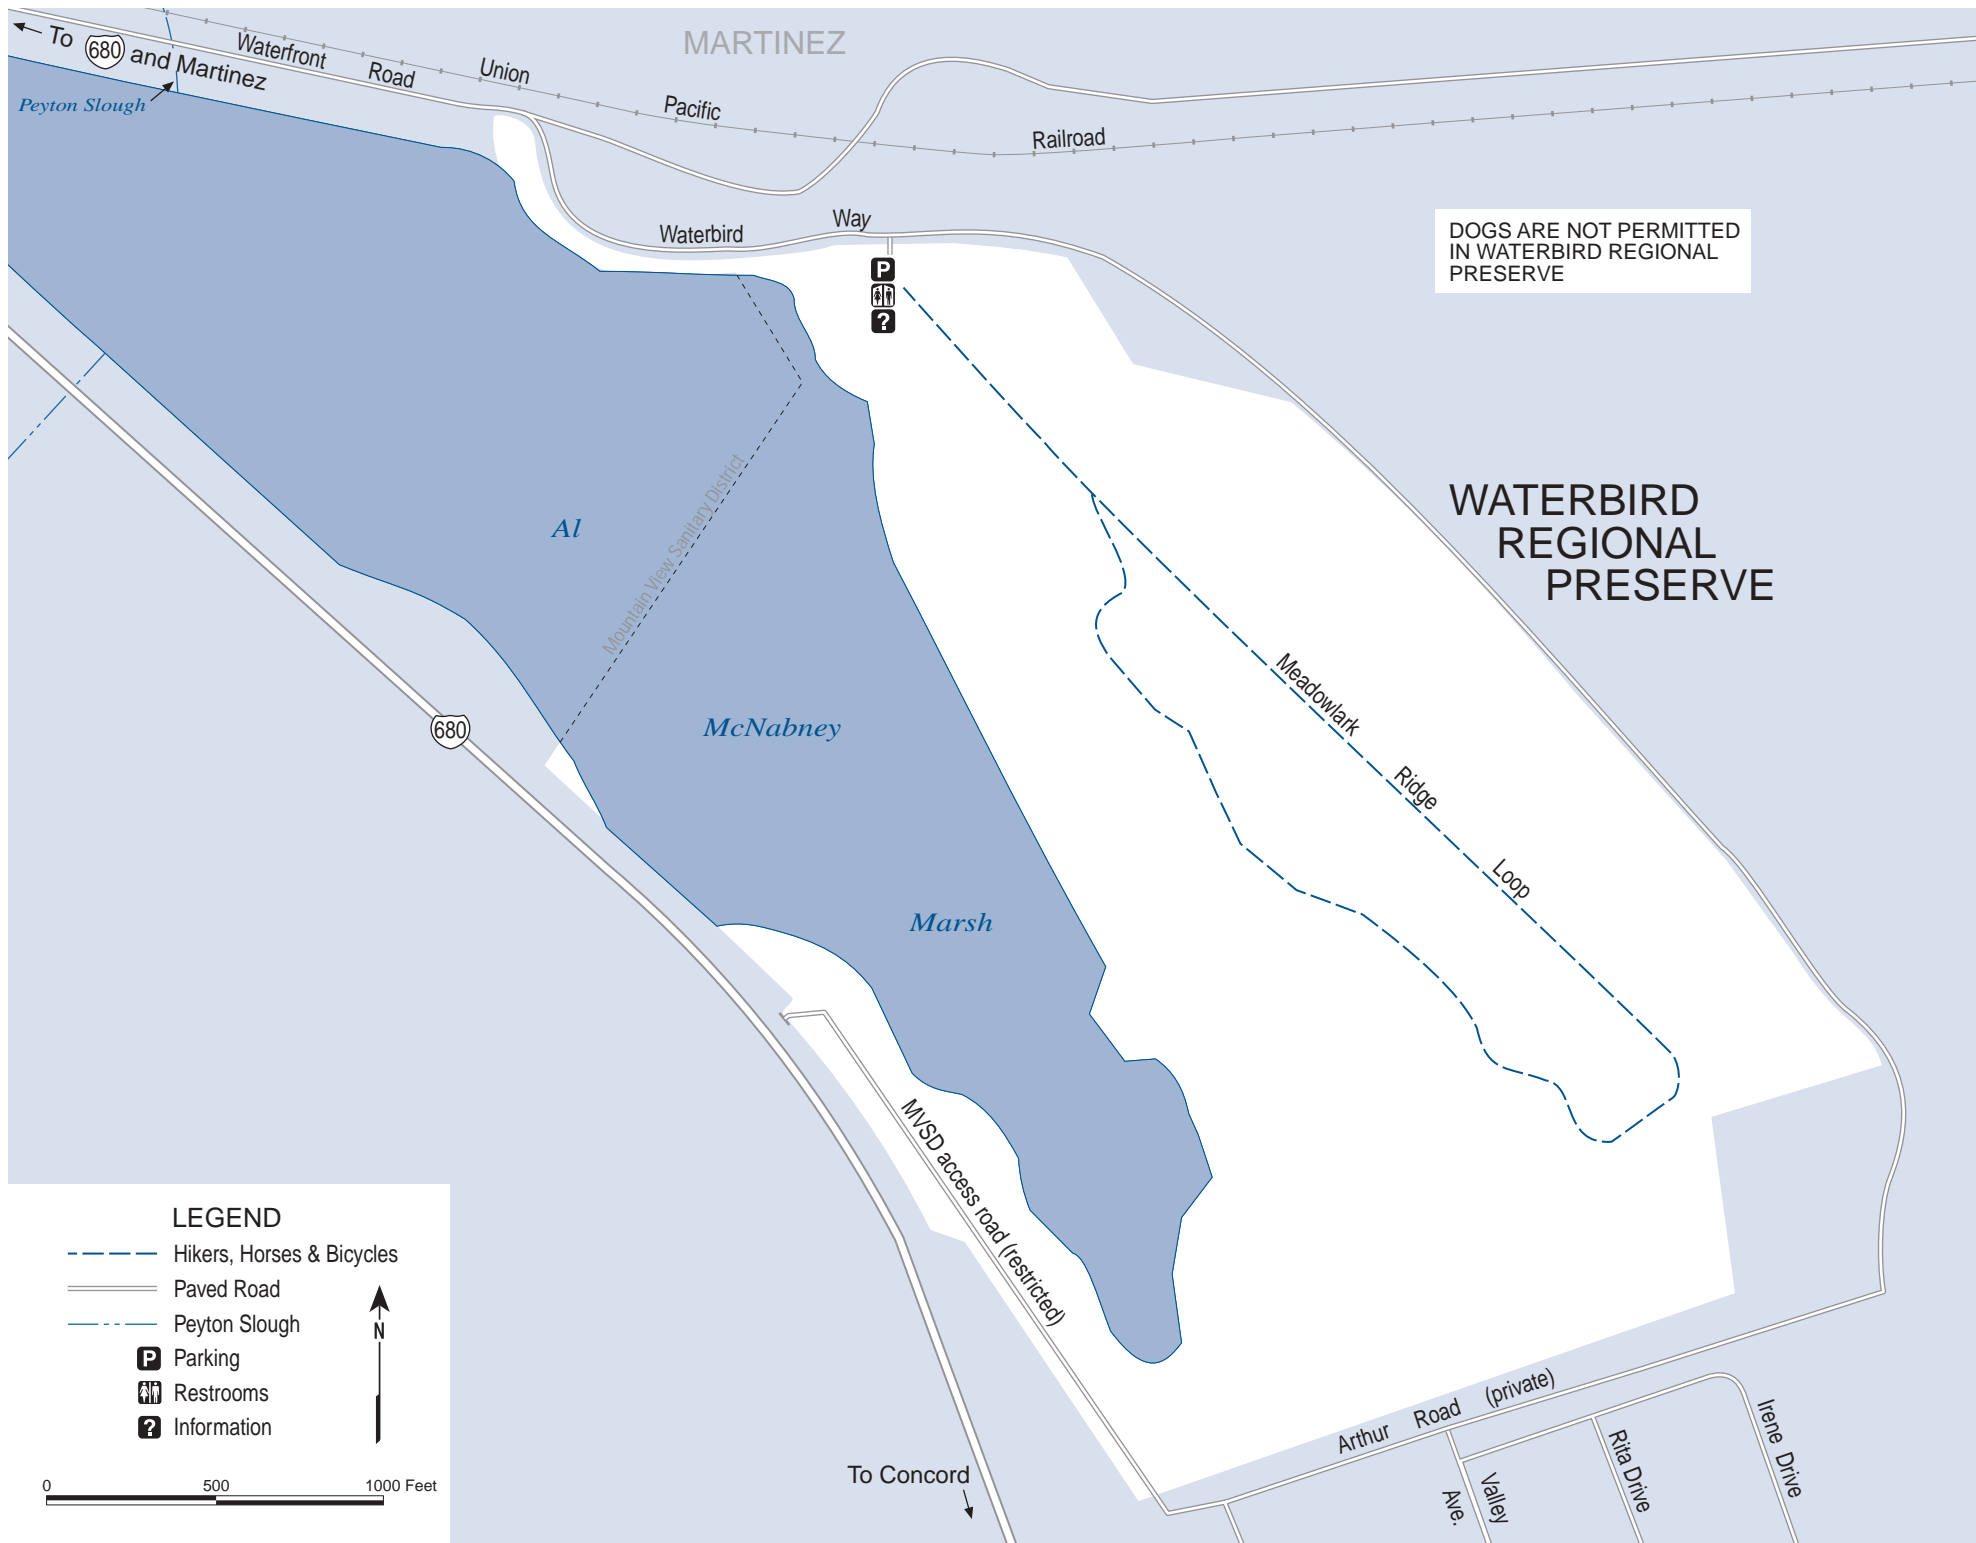 MARTINEZ
To 680 and Martinez
Waterfront Road
Union Pacific Railroad
Peyton Slough
Waterbird Way
P
?
DOGS ARE NOT PERMITTED
IN WATERBIRD REGIONAL
PRESERVE
WATERBIRD
REGIONAL
PRESERVE
Al
McNabney
Marsh
Mountain View Sanitary District
680
Meadowlark Ridge Loop
MVSD access road (restricted)
Arthur Road (private)
Irene Drive
Rita Drive
Valley
Ave.
To Concord
LEGEND
Hikers, Horses & Bicycles
Paved Road
Peyton Slough
P Parking
Restrooms
? Information
N
0 500 1000 Feet